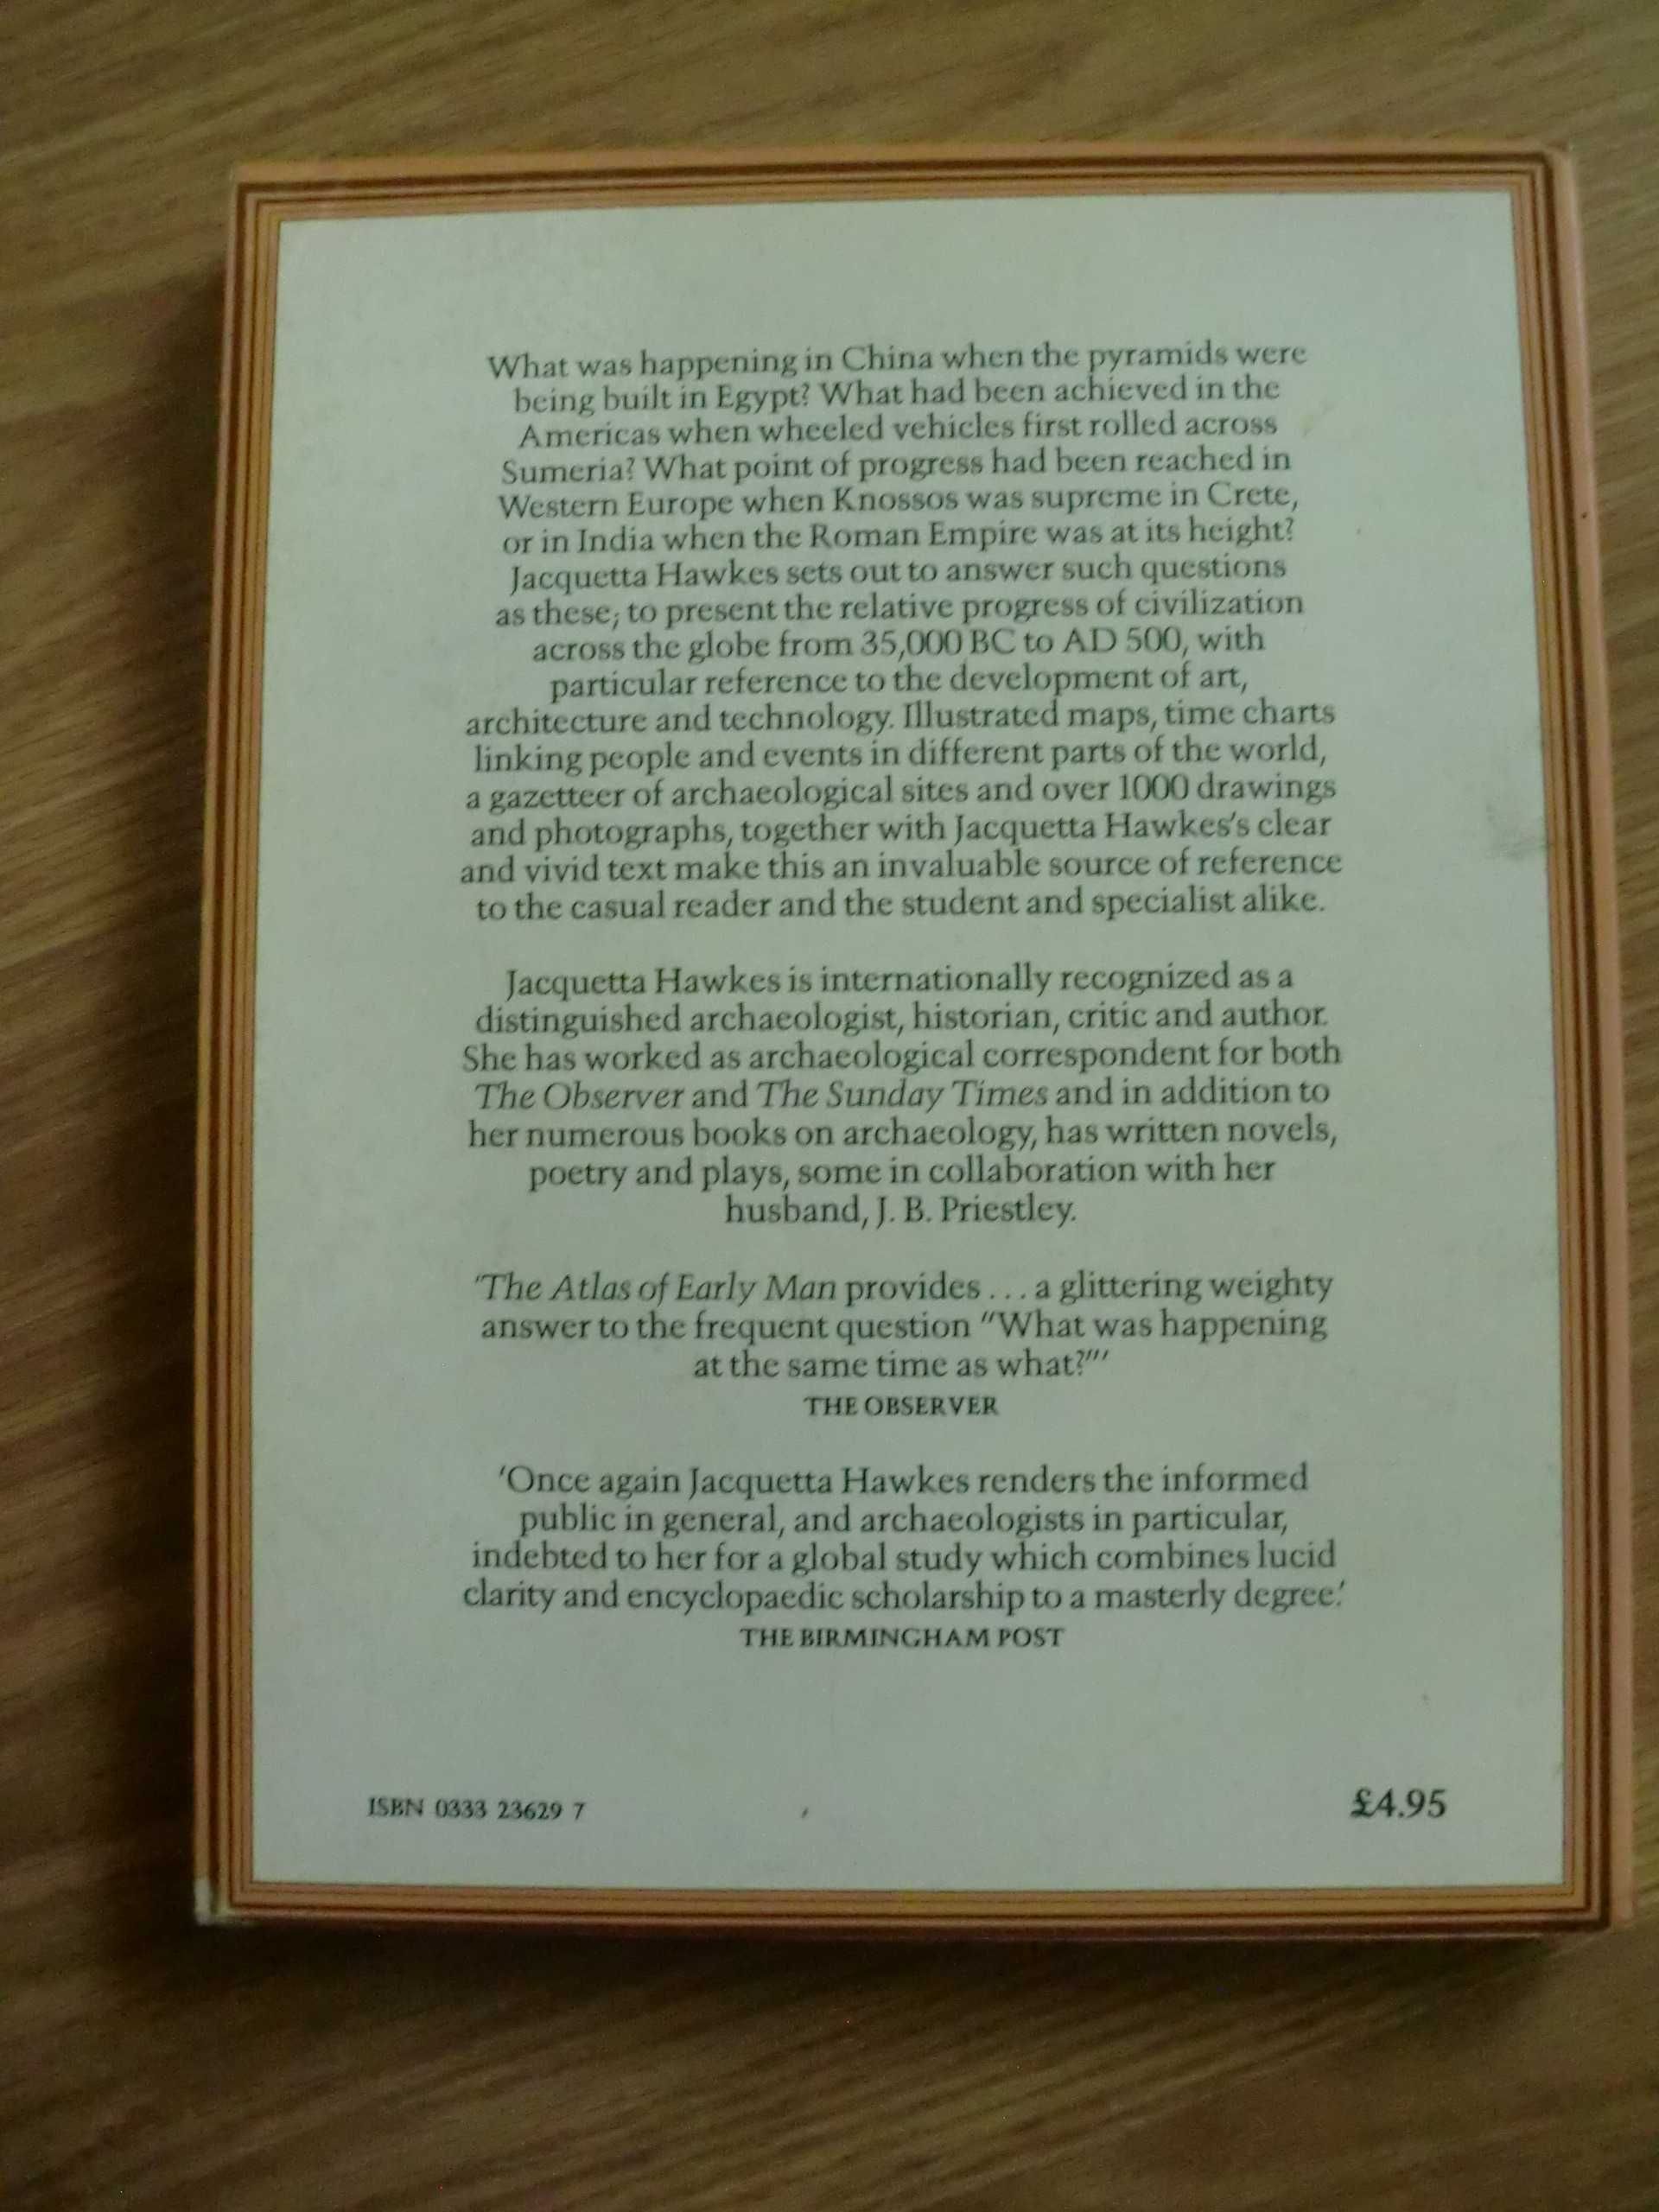 What was happening in China when the pyramids were
being built in Egypt? What had been achieved in the
Americas when wheeled vehicles first rolled across
Sumeria? What point of progress had been reached in
Western Europe when Knossos was supreme in Crete,
or in India when the Roman Empire was at its height?
Jacquetta Hawkes sets out to answer such questions
as these; to present the relative progress of civilization
across the globe from 35,000 BC to AD 500, with
particular reference to the development of art,
architecture and technology. Illustrated maps, time charts
linking people and events in different parts of the world,
a gazetteer of archaeological sites and over 1000 drawings
and photographs, together with Jacquetta Hawkes's clear
and vivid text make this an invaluable source of reference
to the casual reader and the student and specialist alike.
Jacquetta Hawkes is internationally recognized as a
distinguished archaeologist, historian, critic and author.
She has worked as archaeological correspondent for both
The Observer and The Sunday Times and in addition to
her numerous books on archaeology, has written novels,
poetry and plays, some in collaboration with her
husband, J. B. Priestley.
'The Atlas of Early Man provides . . . a glittering weighty
answer to the frequent question "What was happening
at the same time as what?"'
THE OBSERVER
'Once again Jacquetta Hawkes renders the informed
public in general, and archaeologists in particular,
indebted to her for a global study which combines lucid
clarity and encyclopaedic scholarship to a masterly degree.'
THE BIRMINGHAM POST
ISBN 0333 23629 7
£4.95